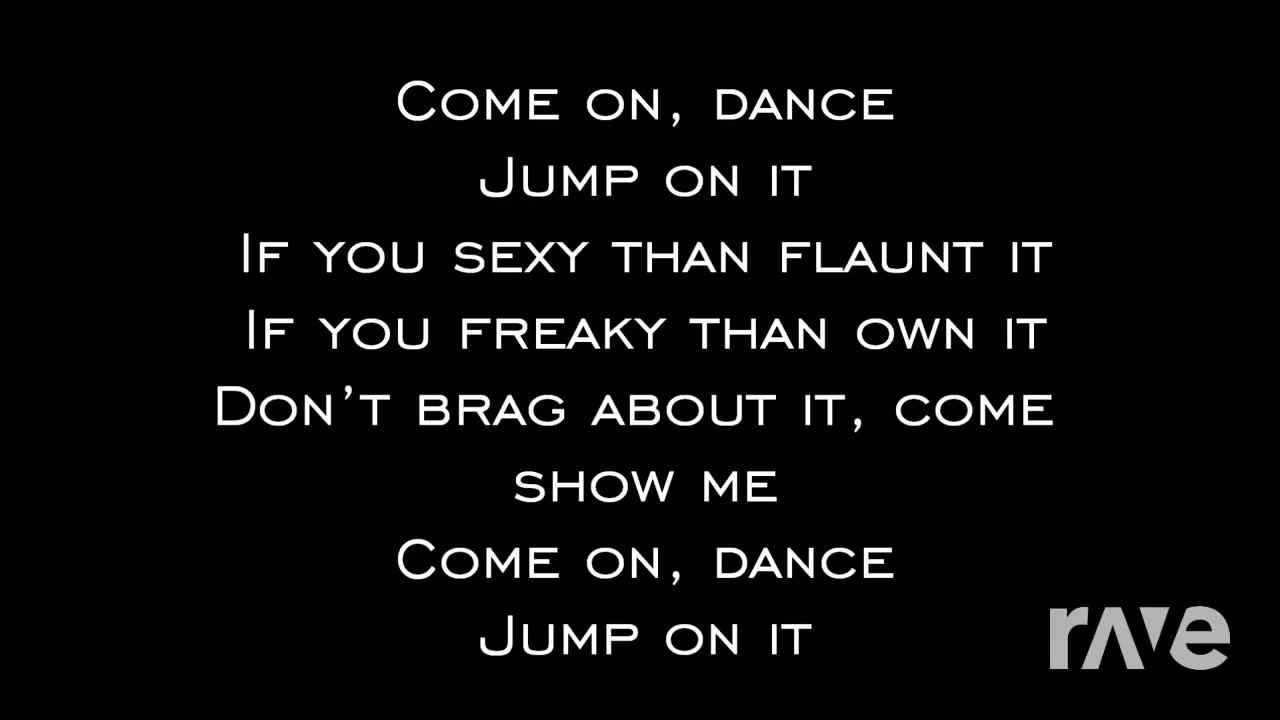 Come on, dance
Jump on it
If you sexy than flaunt it
If you freaky than own it
Don't brag about it, come
show me
Come on, dance
Jump on it
rave